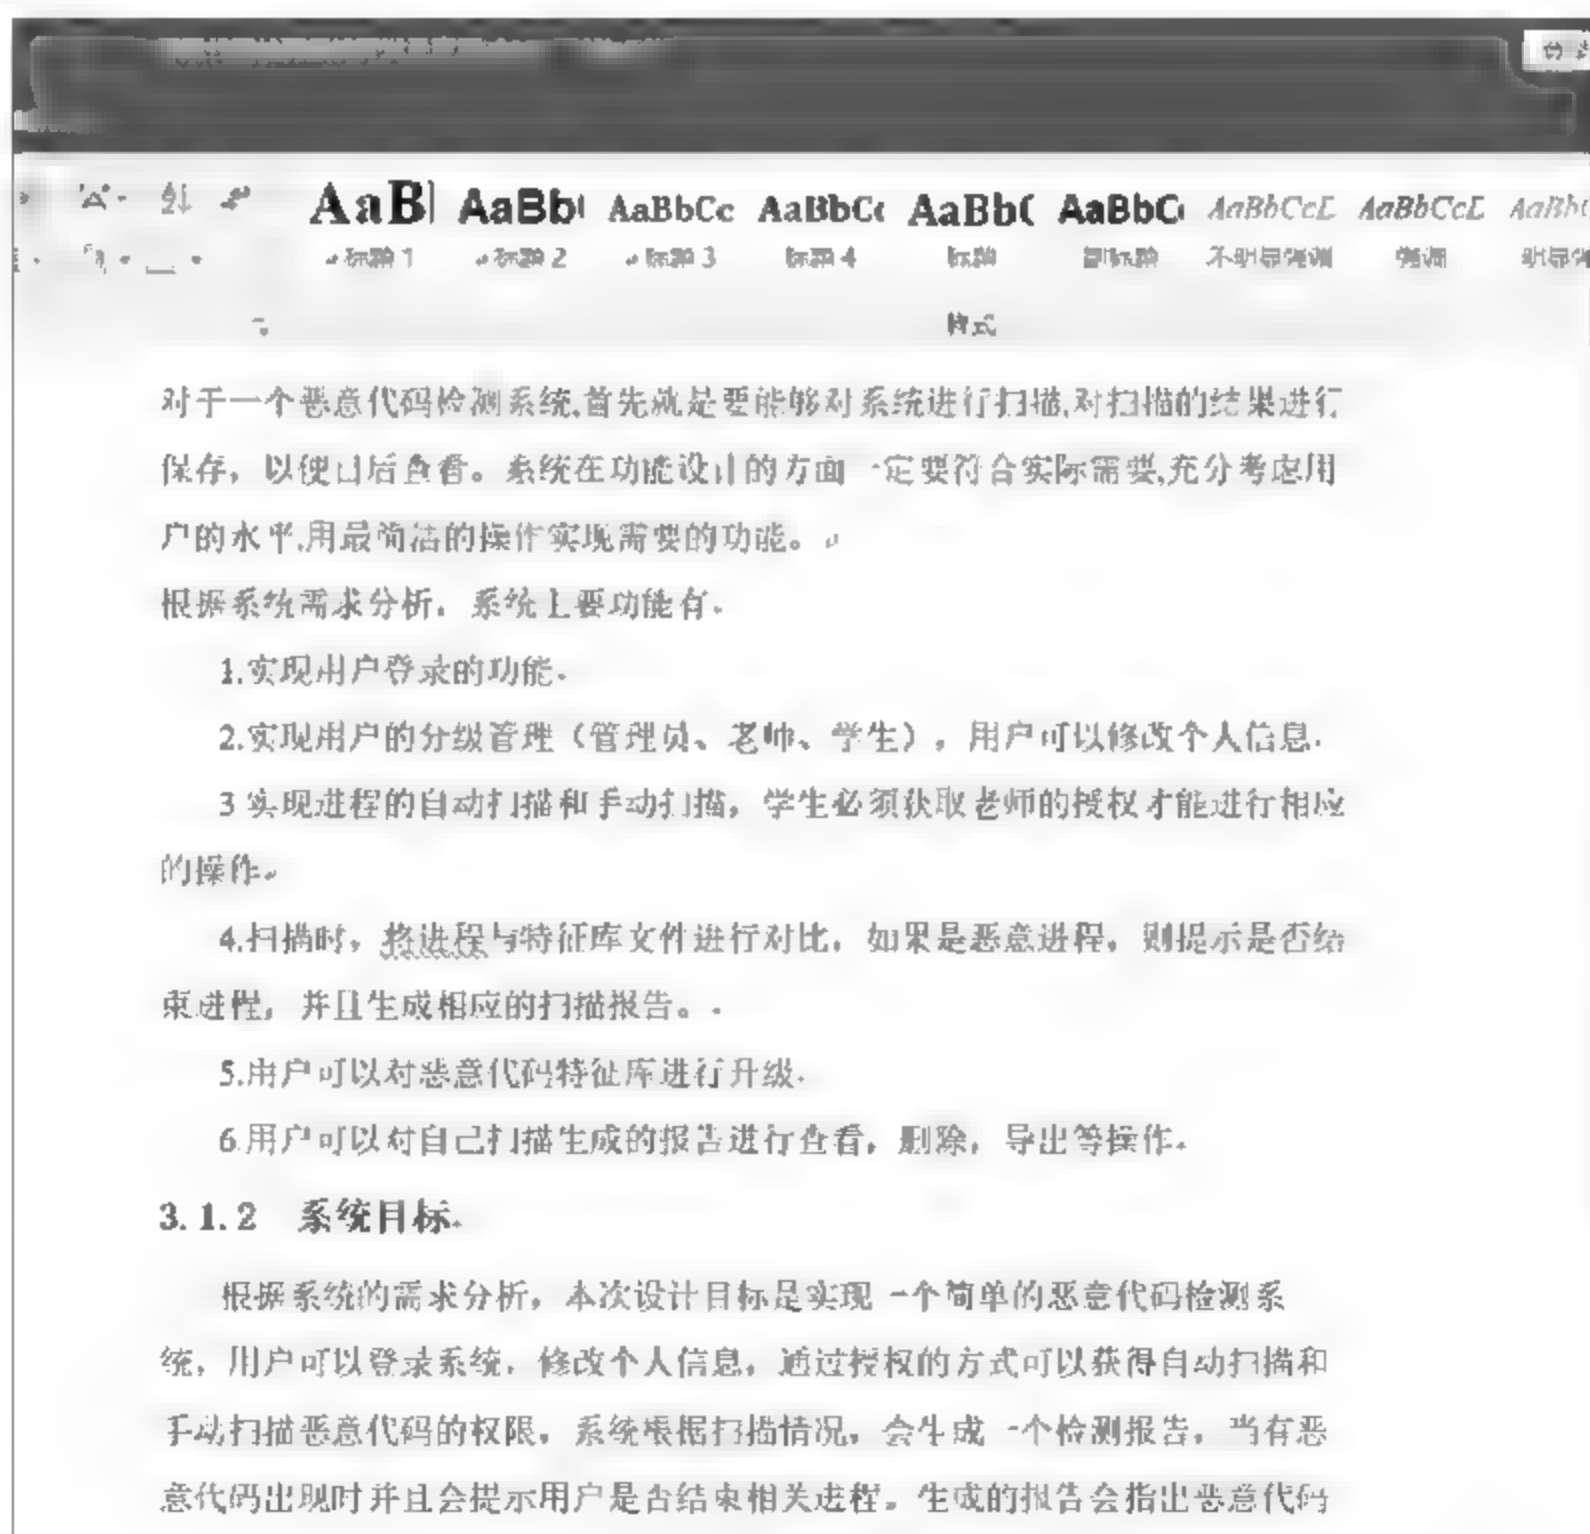 AaB AaBb AaBbCc AaBbC AaBb AaBbC AaBbCcD AaBbCcD AaBb
标题 1 标题 2 标题 3 标题 4 标题 副标题 不明显强调 强调 明显强
样式
对于一个恶意代码检测系统,首先就是要能够对系统进行扫描,对扫描的结果进行
保存，以便日后查看。系统在功能设计的方面一定要符合实际需要,充分考虑用
户的水平,用最简洁的操作实现需要的功能。
根据系统需求分析，系统主要功能有
1.实现用户登录的功能
2.实现用户的分级管理（管理员、老师、学生），用户可以修改个人信息
3 实现进程的自动扫描和手动扫描，学生必须获取老师的授权才能进行相应
的操作
4.扫描时，将进程与特征库文件进行对比，如果是恶意进程，则提示是否结
束进程，并且生成相应的扫描报告。
5.用户可以对恶意代码特征库进行升级
6.用户可以对自己扫描生成的报告进行查看，删除，导出等操作
3.1.2 系统目标
根据系统的需求分析，本次设计目标是实现一个简单的恶意代码检测系
统，用户可以登录系统，修改个人信息，通过授权的方式可以获得自动扫描和
手动扫描恶意代码的权限，系统根据扫描情况，会生成一个检测报告，当有恶
意代码出现时并且会提示用户是否结束相关进程。生成的报告会指出恶意代码